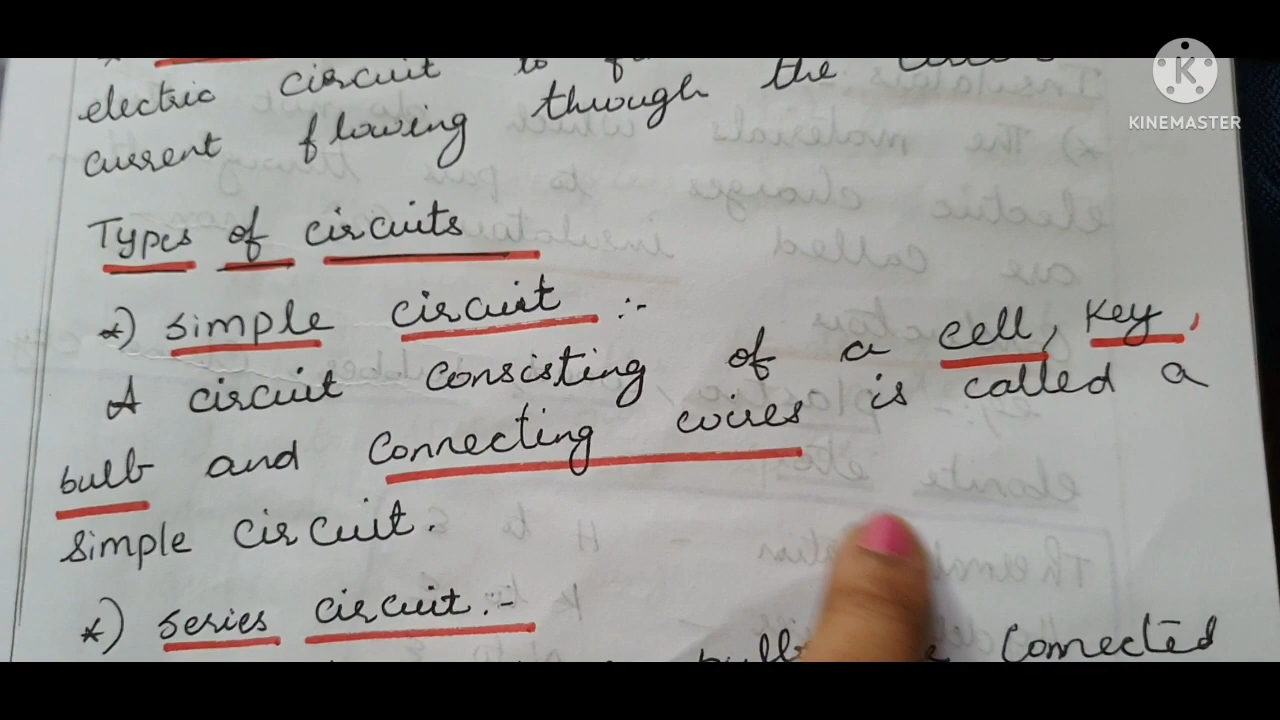 electric circuit to
current flowing through the
KINEMASTER
Types of circuits
*) simple circuit :-
A circuit consisting of a cell, Key,
bulb and Connecting wires is called a
simple circuit.
*) series circuit :-
connected